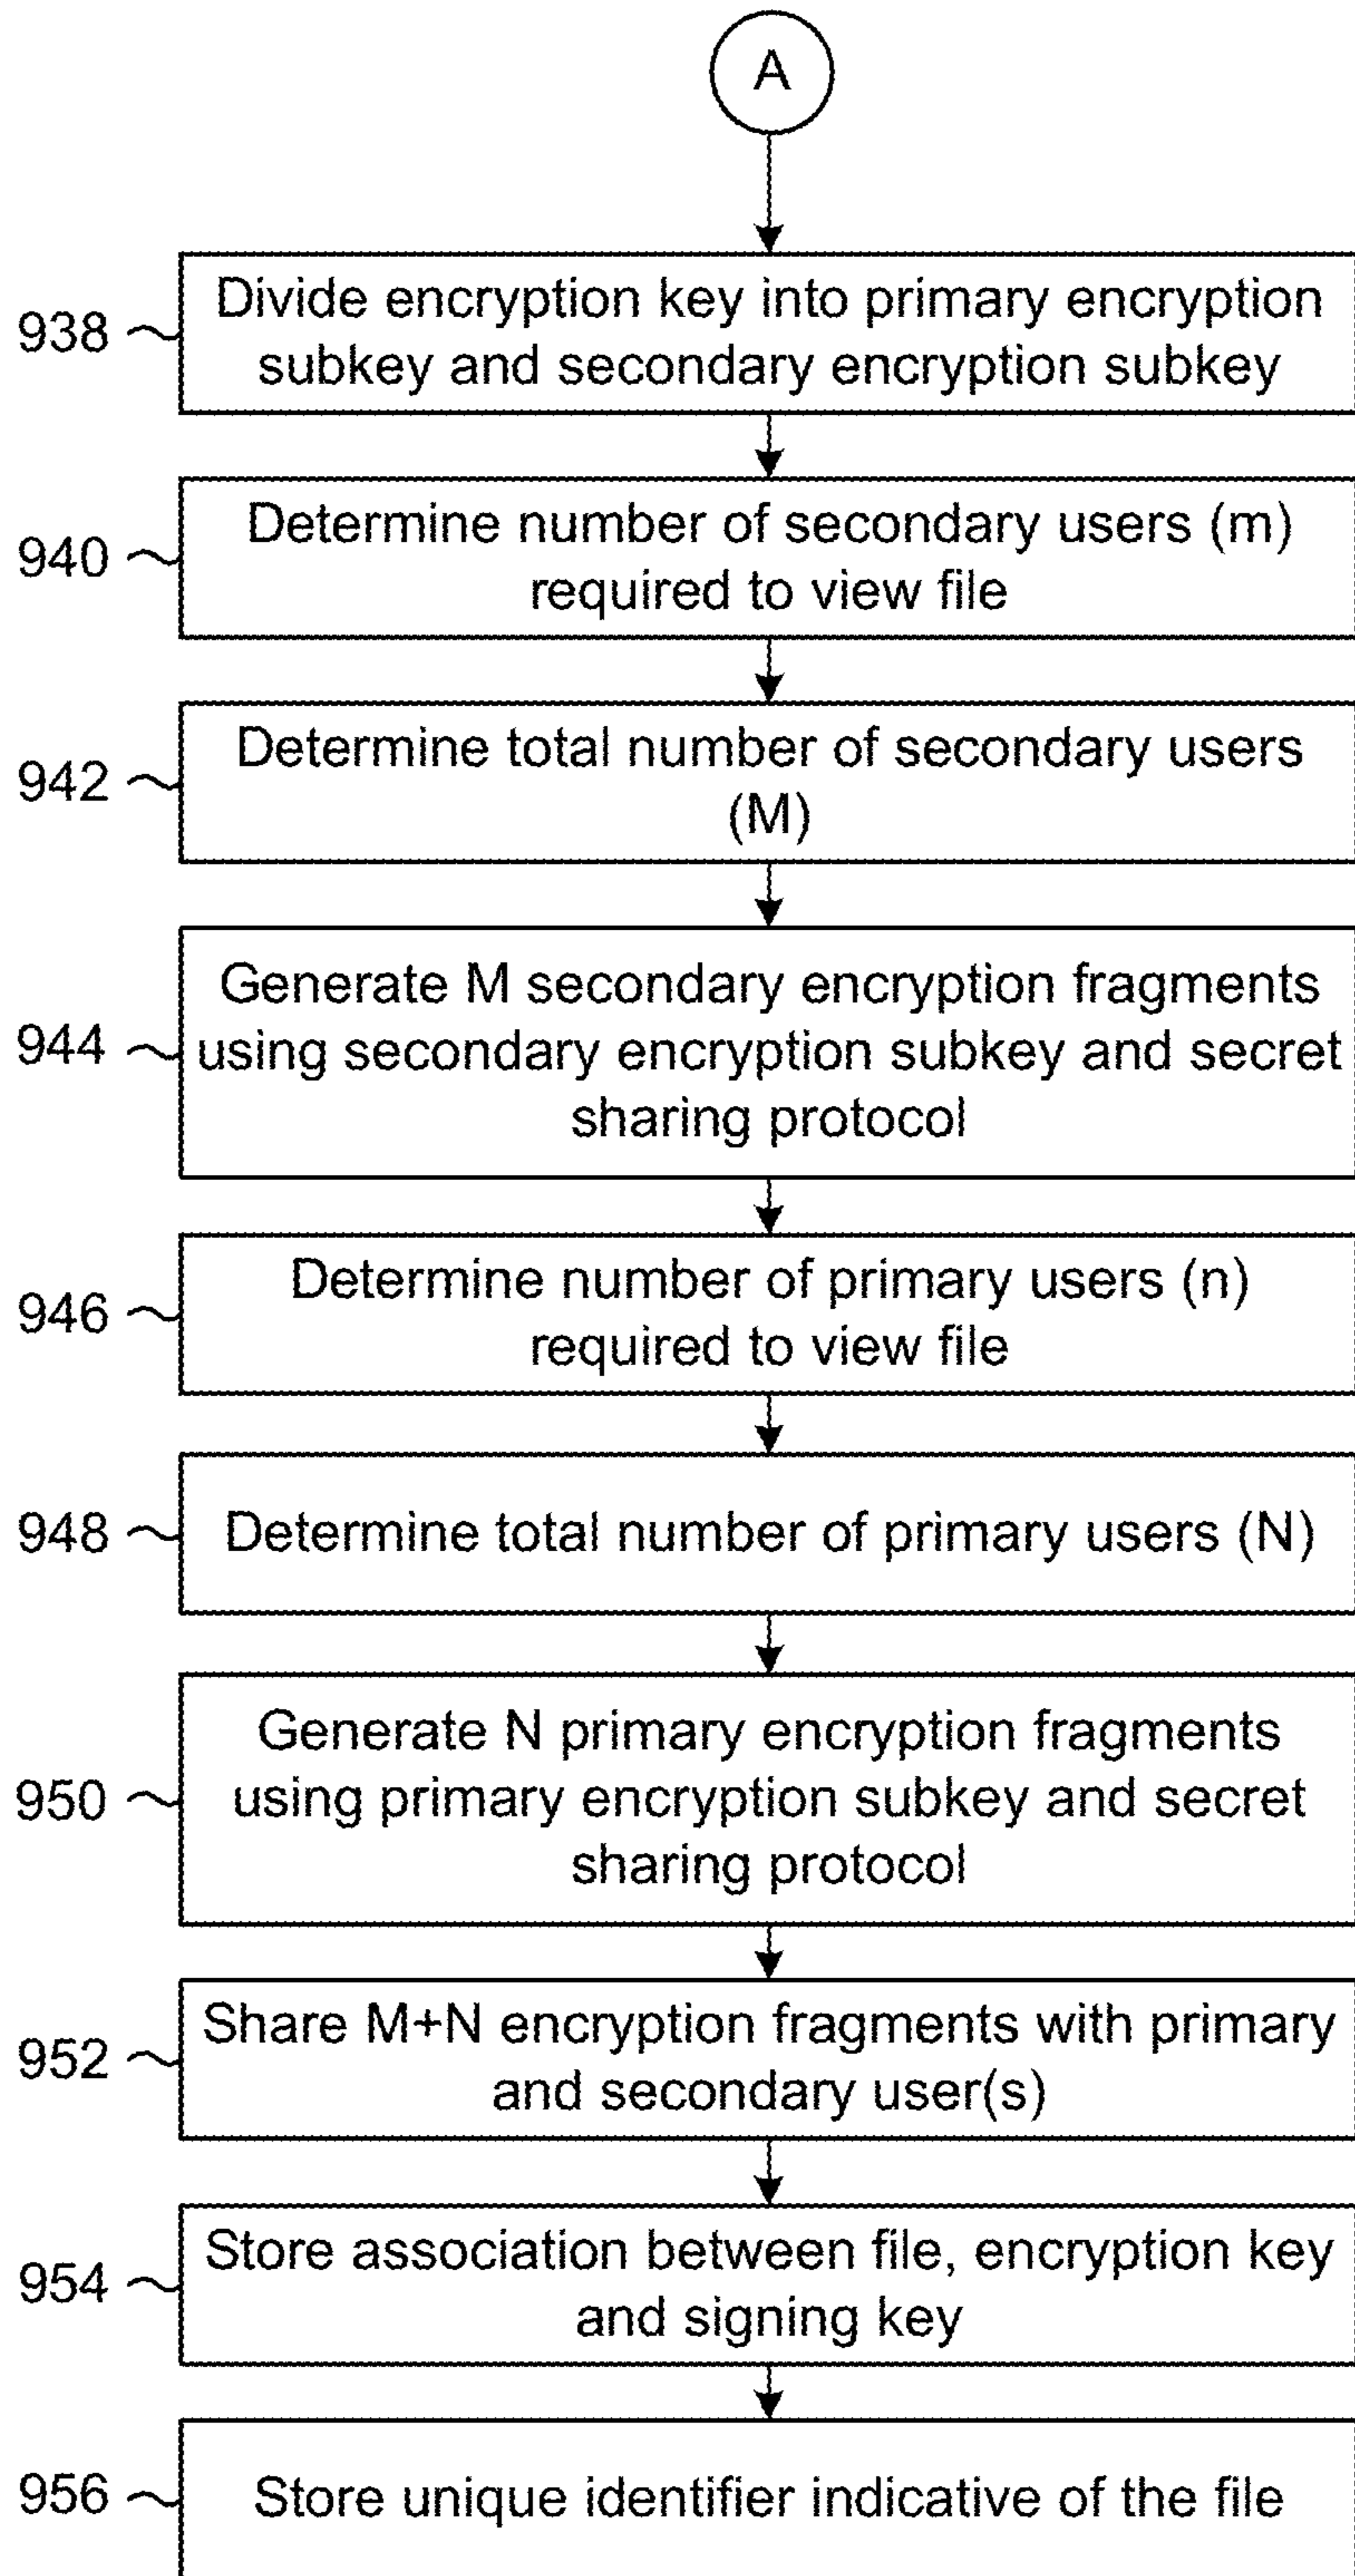 A
938
Divide encryption key into primary encryption
subkey and secondary encryption subkey
940
Determine number of secondary users (m)
required to view file
942
Determine total number of secondary users
(M)
944
Generate M secondary encryption fragments
using secondary encryption subkey and secret
sharing protocol
946
Determine number of primary users (n)
required to view file
948
Determine total number of primary users (N)
950
Generate N primary encryption fragments
using primary encryption subkey and secret
sharing protocol
952
Share M+N encryption fragments with primary
and secondary user(s)
954
Store association between file, encryption key
and signing key
956
Store unique identifier indicative of the file